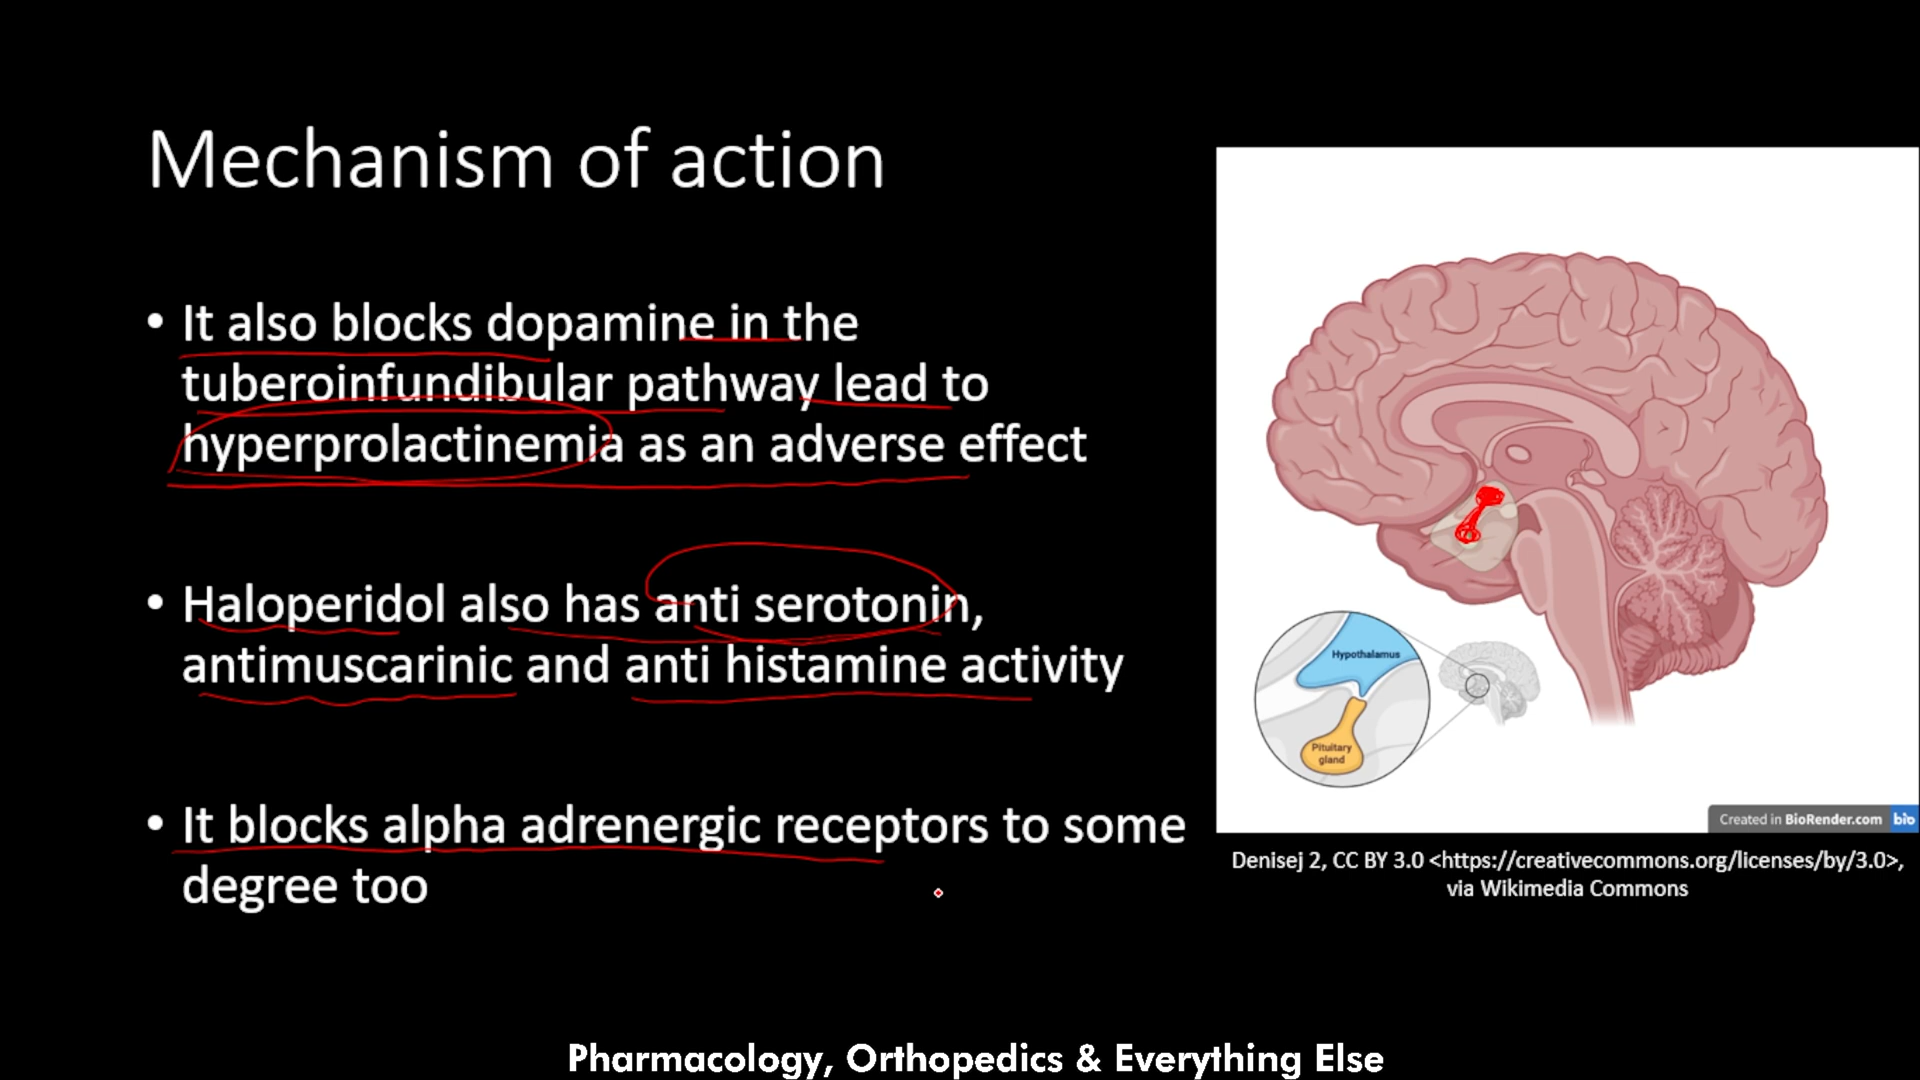 Mechanism of action
• It also blocks dopamine in the
tuberoinfundibular pathway lead to
hyperprolactinemia as an adverse effect
• Haloperidol also has anti serotonin,
antimuscarinic and anti histamine activity
• It blocks alpha adrenergic receptors to some
degree too
Hypothalamus
Pituitary
gland
Created in BioRender.com bio
Denisej 2, CC BY 3.0 <https://creativecommons.org/licenses/by/3.0>,
via Wikimedia Commons
Pharmacology, Orthopedics & Everything Else